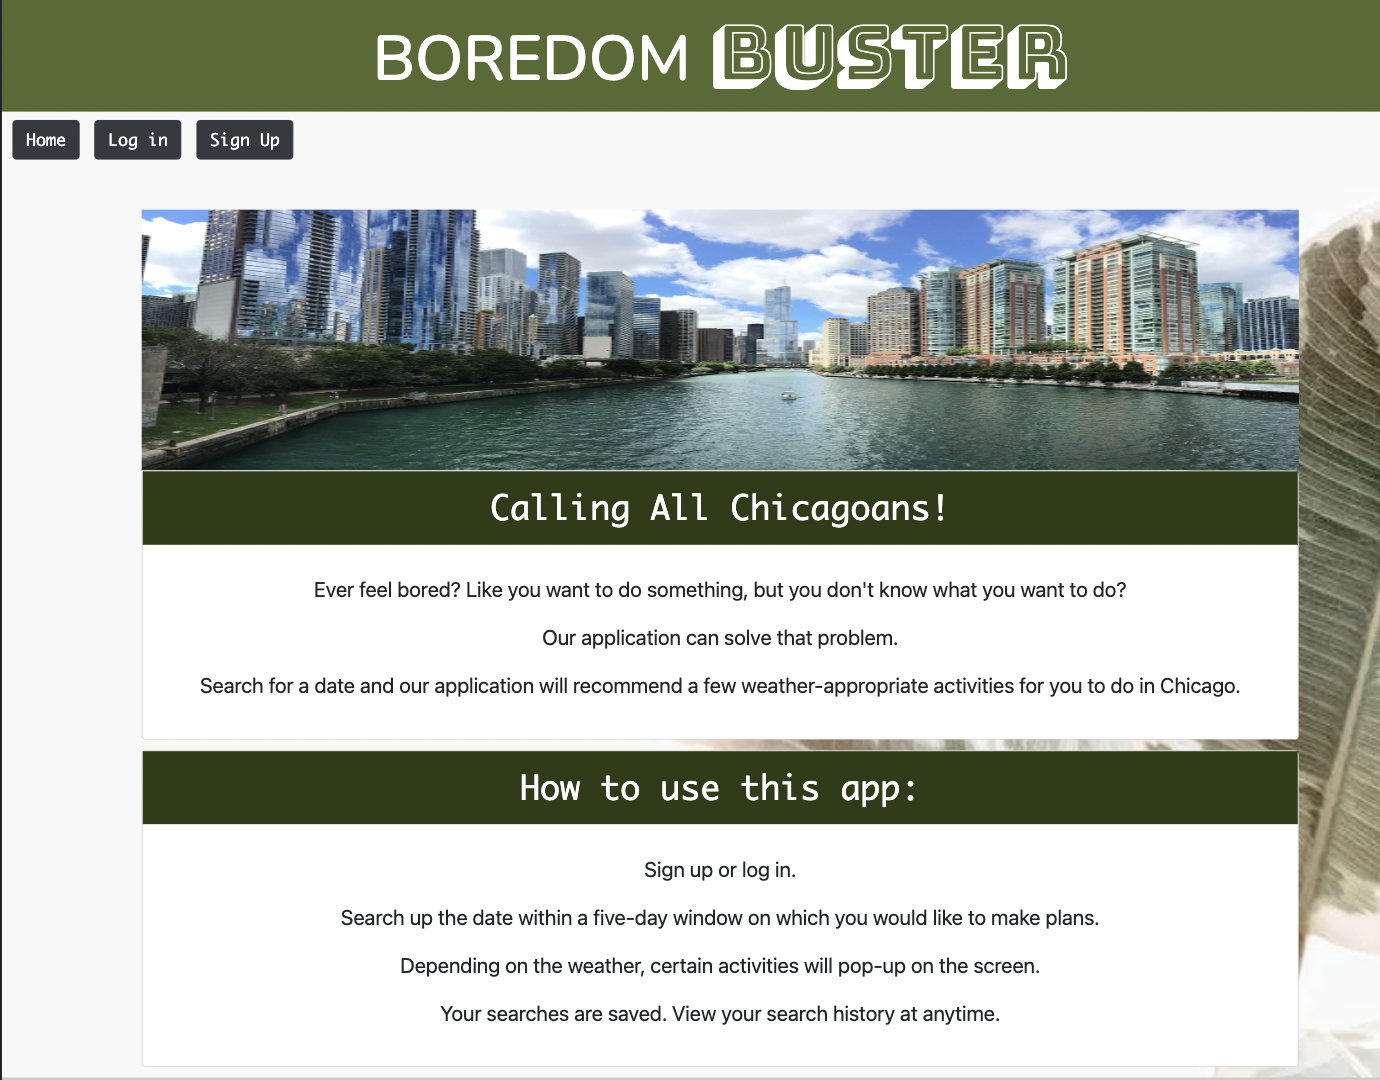 BOREDOM BUSTER
Home Log in Sign Up
Calling All Chicagoans!
Ever feel bored? Like you want to do something, but you don't know what you want to do?
Our application can solve that problem.
Search for a date and our application will recommend a few weather-appropriate activities for you to do in Chicago.
How to use this app:
Sign up or log in.
Search up the date within a five-day window on which you would like to make plans.
Depending on the weather, certain activities will pop-up on the screen.
Your searches are saved. View your search history at anytime.